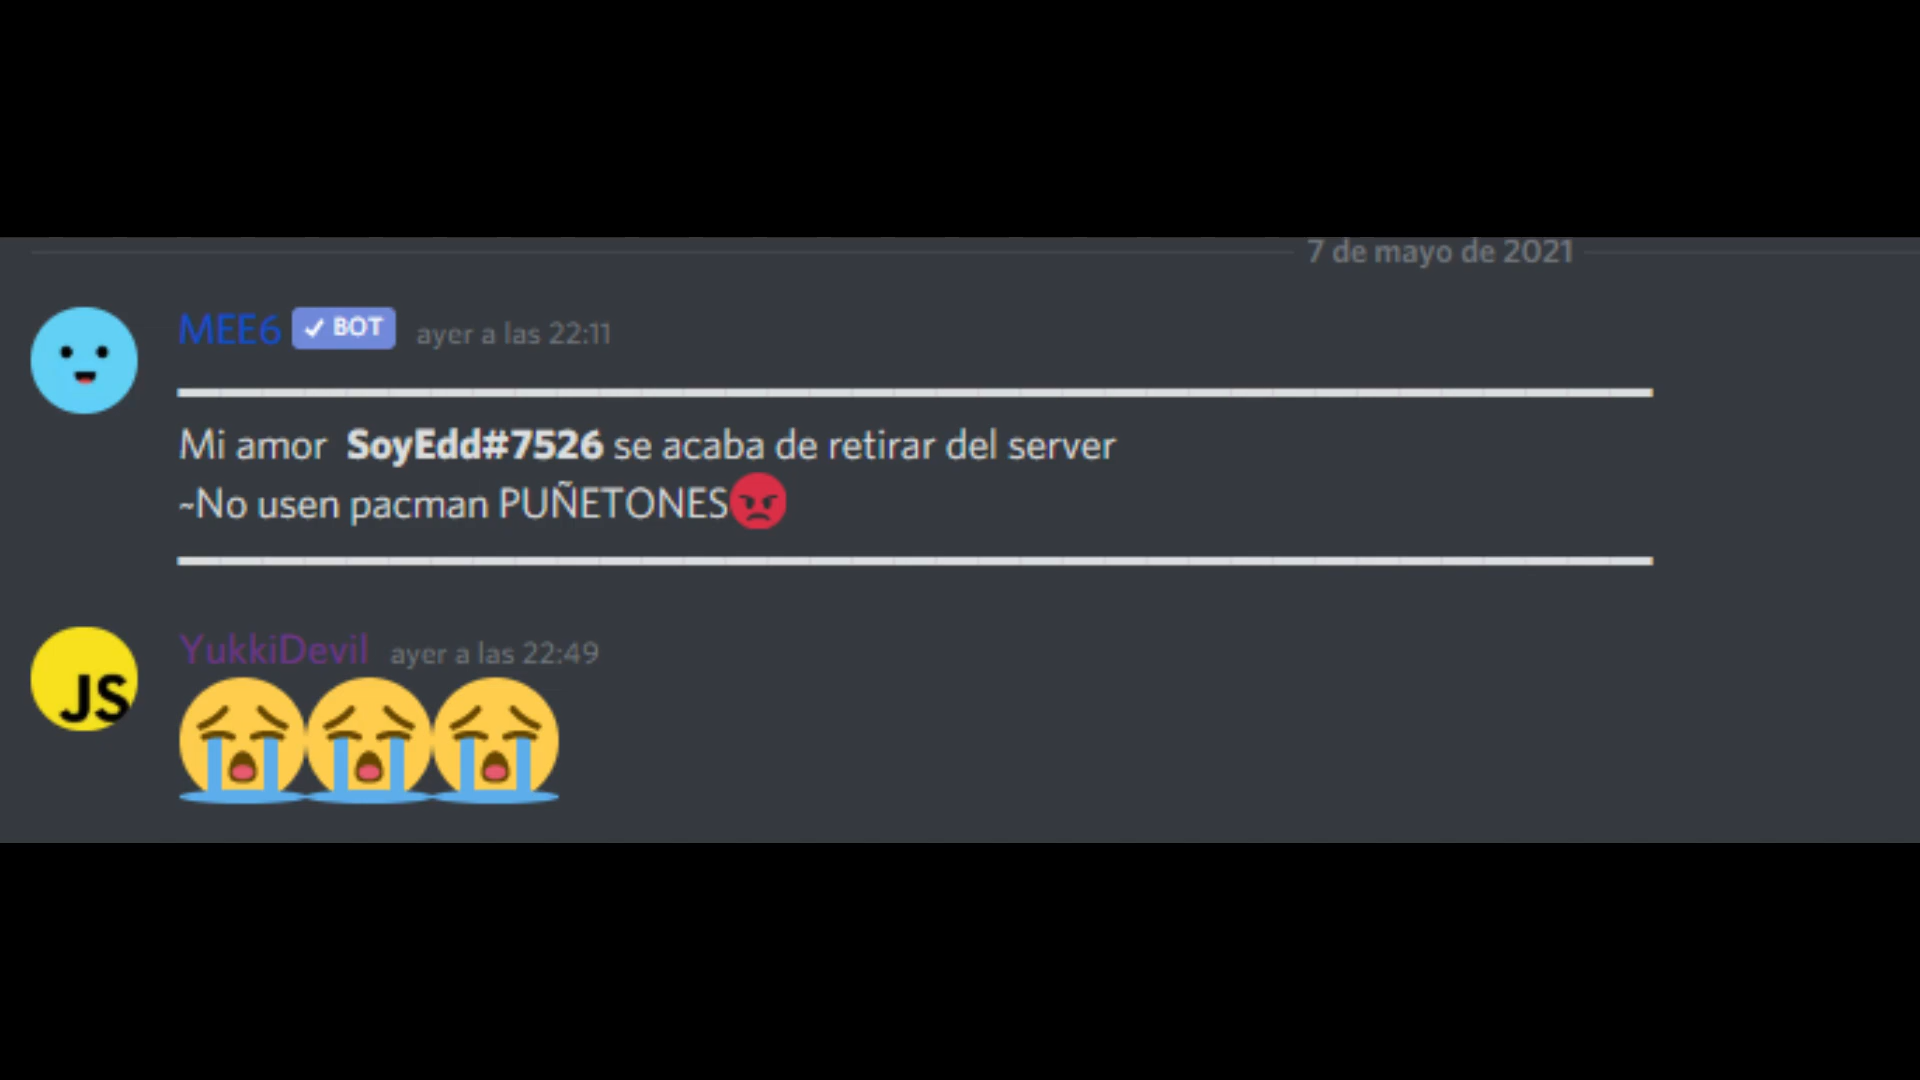 7 de mayo de 2021
MEE6 ✓ BOT ayer a las 22:11
Mi amor SoyEdd#7526 se acaba de retirar del server
~No usen pacman PUÑETONES😡
YukkiDevil ayer a las 22:49
JS
😭😭😭